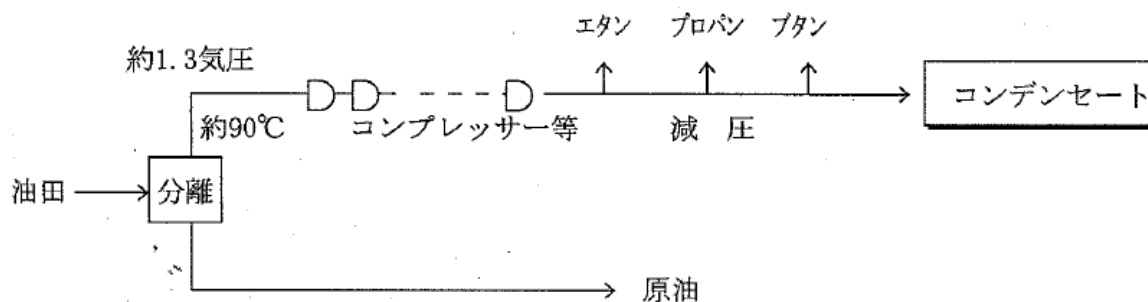 エタン プロパン ブタン
約1.3気圧
コンデンセート
約90℃ コンプレッサー等 減 圧
油田 分離
原油